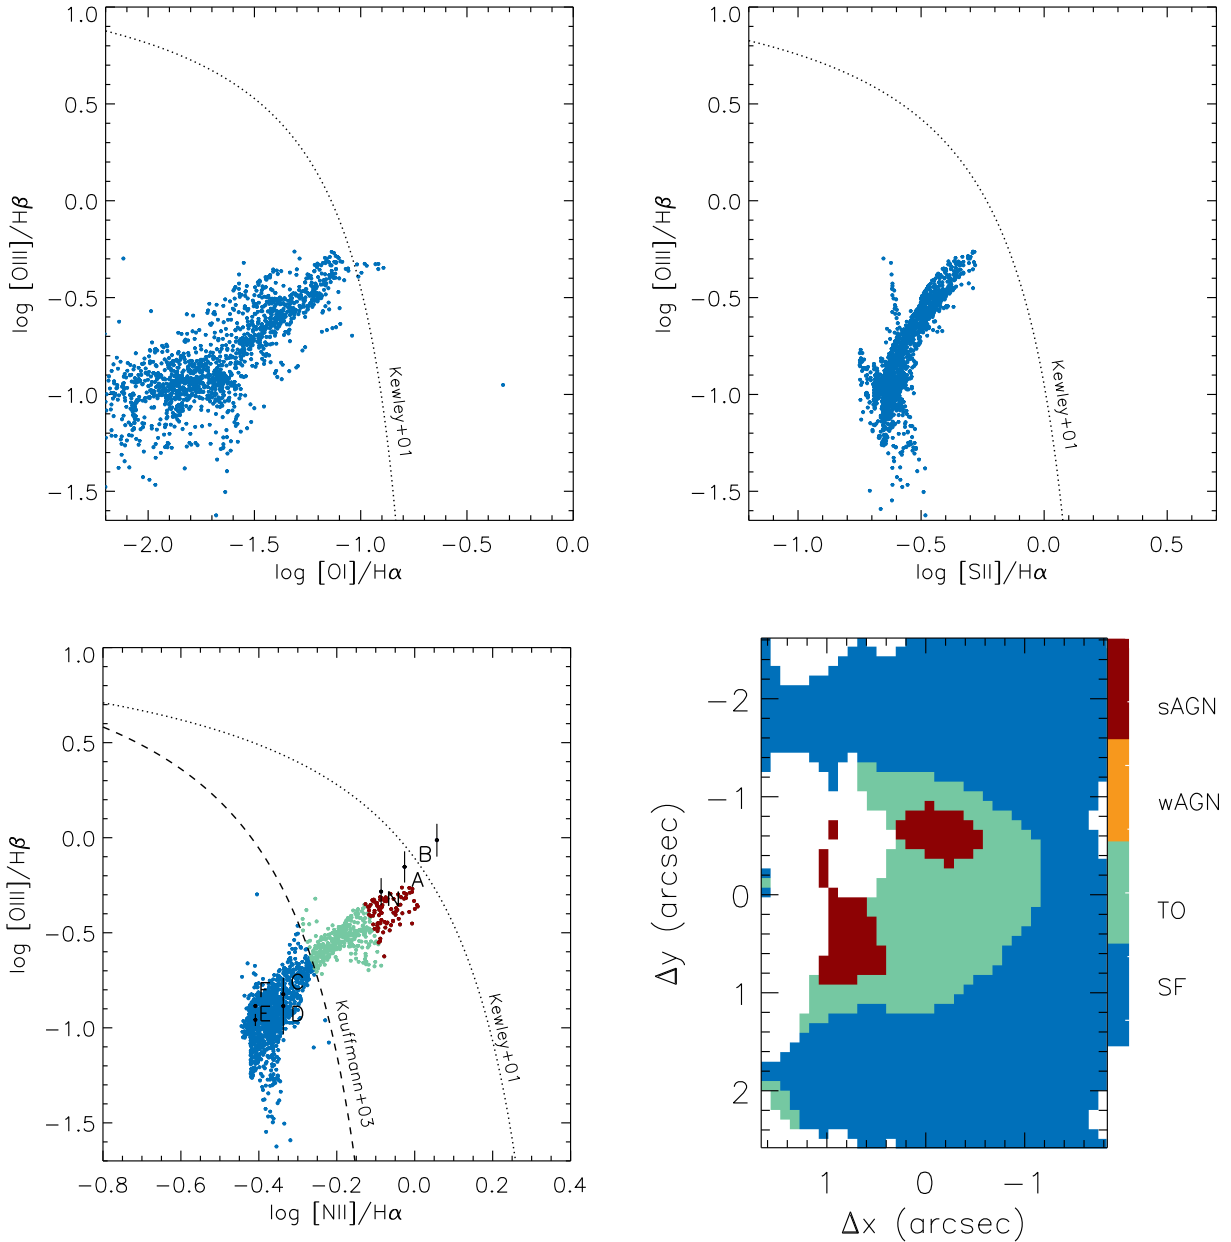 1.0
0.5
0.0
−0.5
−1.0
−1.5
log [OIII]/Hβ
Kewley+01
−2.0 −1.5 −1.0 −0.5 0.0
log [OI]/Hα
1.0
0.5
0.0
−0.5
−1.0
−1.5
log [OIII]/Hβ
Kewley+01
−1.0 −0.5 0.0 0.5
log [SII]/Hα
1.0
0.5
0.0
−0.5
−1.0
−1.5
log [OIII]/Hβ
B
A
N
C
F
E
D
Kauffmann+03
Kewley+01
−0.8 −0.6 −0.4 −0.2 0.0 0.2 0.4
log [NII]/Hα
−2
−1
0
1
2
Δy (arcsec)
1 0 −1
Δx (arcsec)
sAGN
wAGN
TO
SF